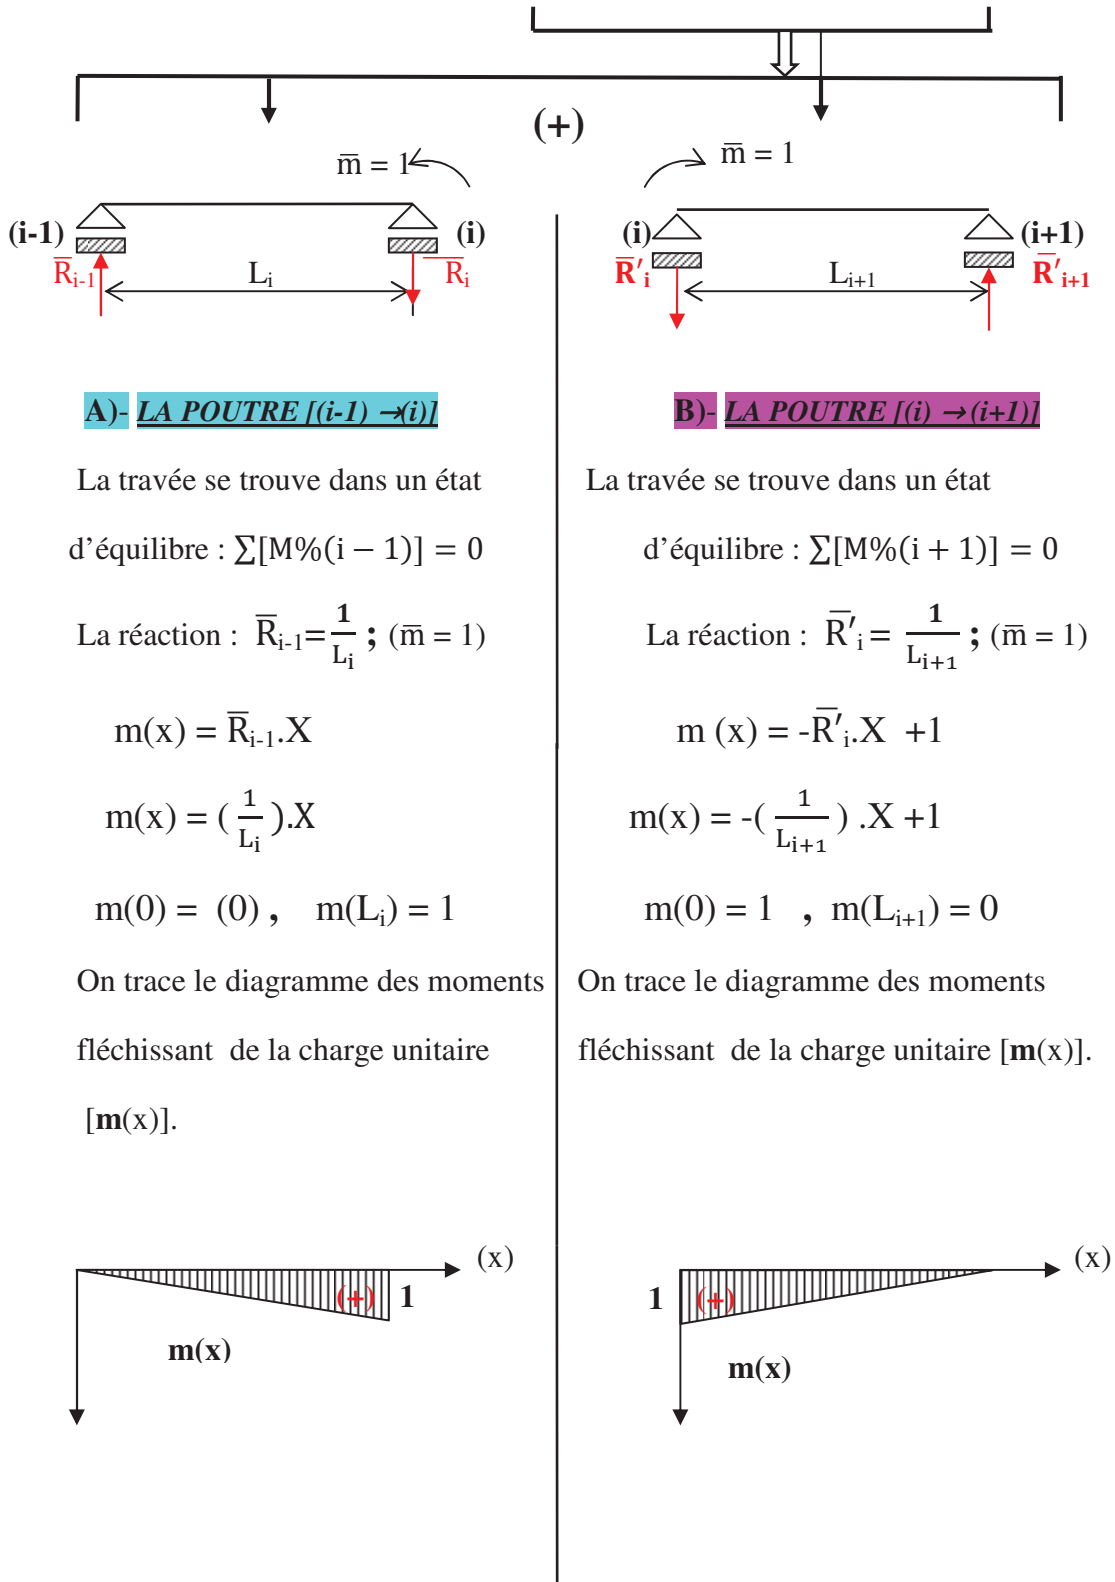 (+)
m̅ = 1
(i-1)
(i)
R̅i-1
Li
R̅i
A)- LA POUTRE [(i-1) →(i)]
La travée se trouve dans un état
d'équilibre : ∑[M%(i − 1)] = 0
La réaction : R̅i-1= 1/Li ; (m̅ = 1)
m(x) = R̅i-1.X
m(x) = ( 1/Li ).X
m(0) = (0) , m(Li) = 1
On trace le diagramme des moments
fléchissant de la charge unitaire
[m(x)].
(x)
(+) 1
m(x)
m̅ = 1
(i)
(i+1)
R̅'i
Li+1
R̅'i+1
B)- LA POUTRE [(i) → (i+1)]
La travée se trouve dans un état
d'équilibre : ∑[M%(i + 1)] = 0
La réaction : R̅'i = 1/Li+1 ; (m̅ = 1)
m (x) = -R̅'i.X +1
m(x) = -( 1/Li+1 ) .X +1
m(0) = 1 , m(Li+1) = 0
On trace le diagramme des moments
fléchissant de la charge unitaire [m(x)].
(x)
1 (+)
m(x)